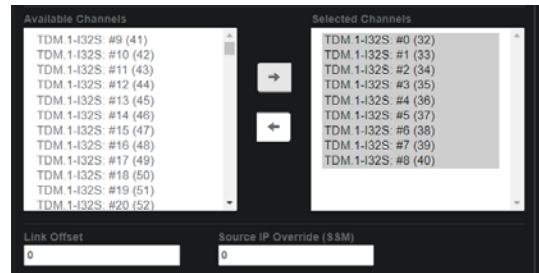 Available Channels
TDM.1-I32S: #9 (41)
TDM.1-I32S: #10 (42)
TDM.1-I32S: #11 (43)
TDM.1-I32S: #12 (44)
TDM.1-I32S: #13 (45)
TDM.1-I32S: #14 (46)
TDM.1-I32S: #15 (47)
TDM.1-I32S: #16 (48)
TDM.1-I32S: #17 (49)
TDM.1-I32S: #18 (50)
TDM.1-I32S: #19 (51)
TDM.1-I32S: #20 (52)
Selected Channels
TDM.1-I32S: #0 (32)
TDM.1-I32S: #1 (33)
TDM.1-I32S: #2 (34)
TDM.1-I32S: #3 (35)
TDM.1-I32S: #4 (36)
TDM.1-I32S: #5 (37)
TDM.1-I32S: #6 (38)
TDM.1-I32S: #7 (39)
TDM.1-I32S: #8 (40)
Link Offset
0
Source IP Override (SSM)
0